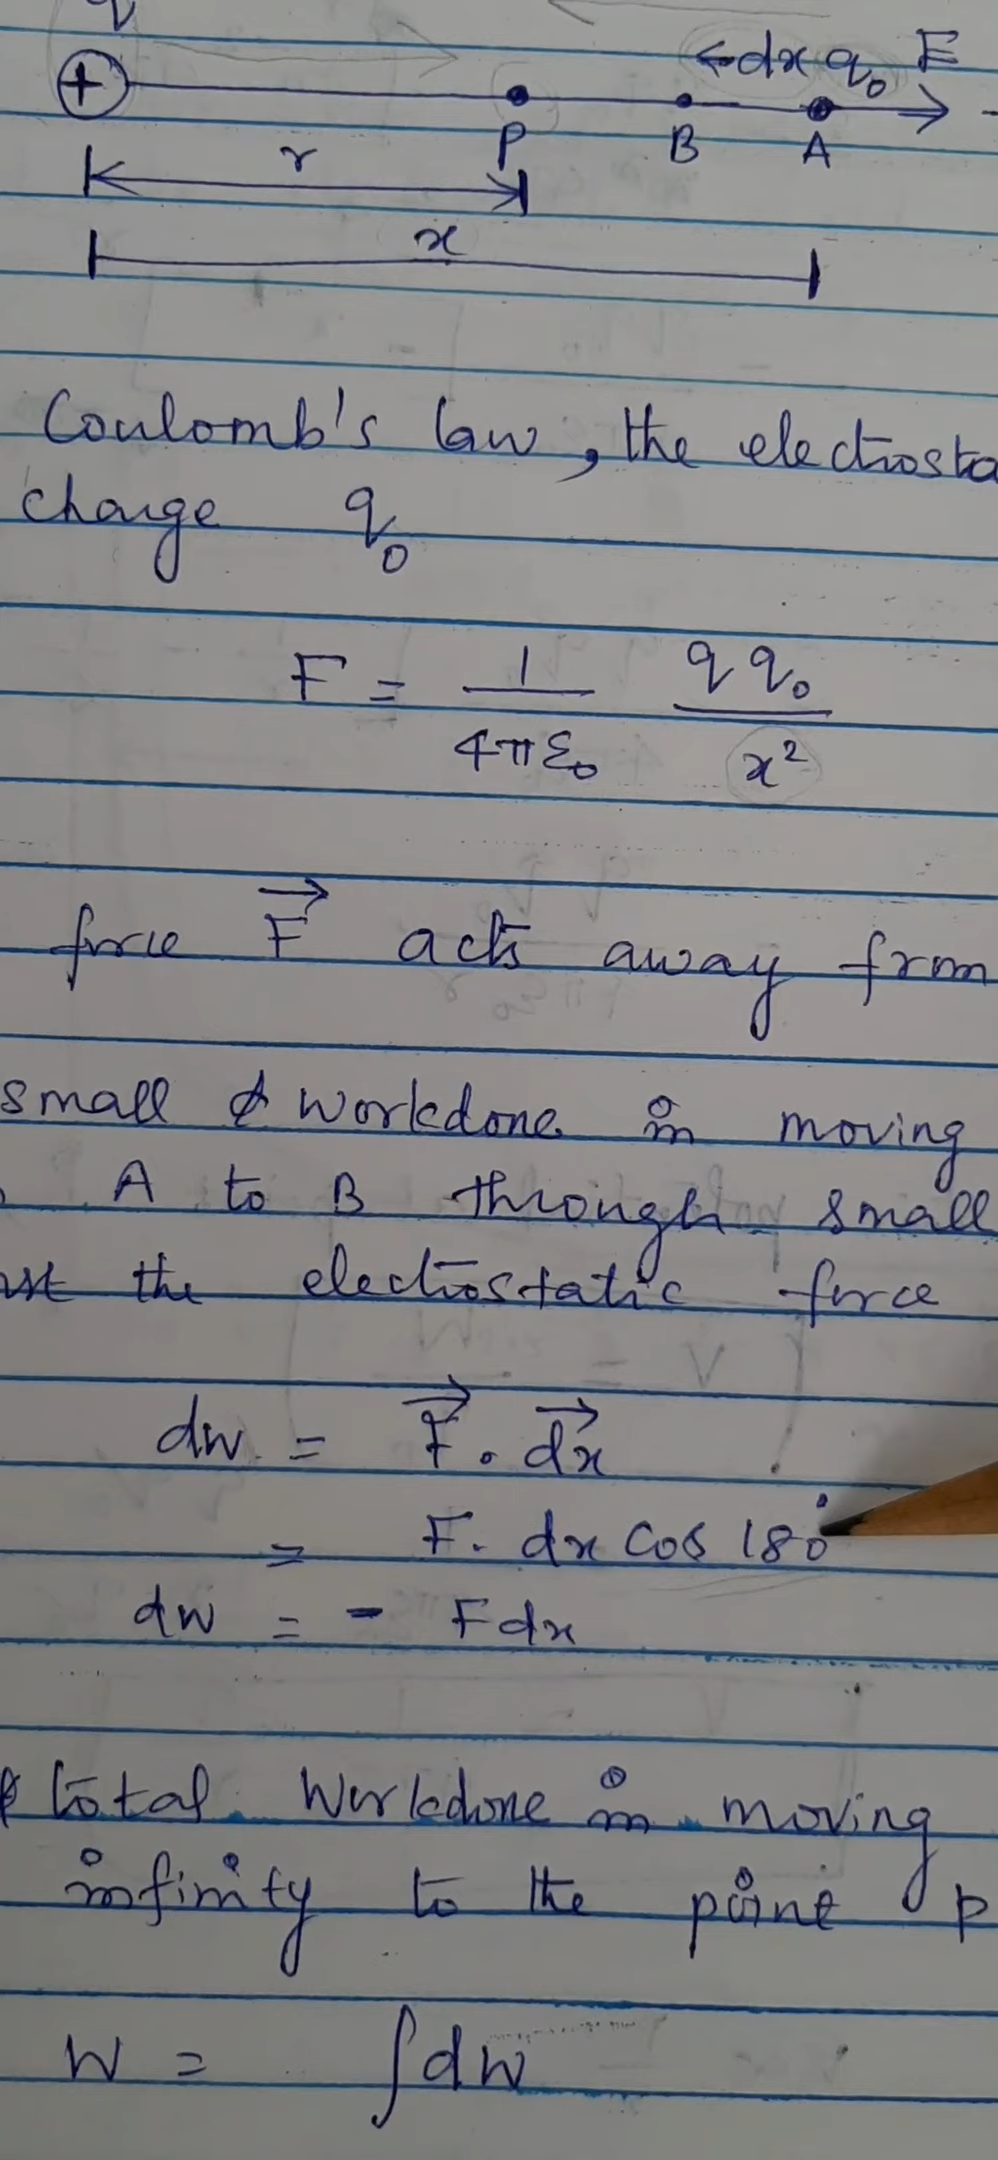 q
+ ←dx q₀ E
P B A
r
x
Coulomb's law, the electrosta
charge q₀
F = 1/4πε₀ q q₀/x²
force F⃗ acts away from
small workdone in moving
A to B through small
the electrostatic force
dw = F⃗ . dx⃗
= F. dx cos 180°
dw = - Fdx
total workdone in moving
infinity to the point P
W = ∫dw